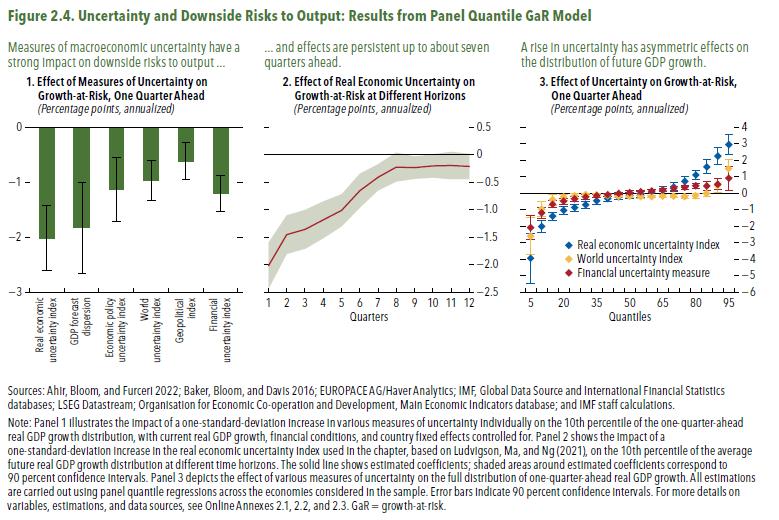 Figure 2.4. Uncertainty and Downside Risks to Output: Results from Panel Quantile GaR Model
Measures of macroeconomic uncertainty have a
strong impact on downside risks to output ...
1. Effect of Measures of Uncertainty on
Growth-at-Risk, One Quarter Ahead
(Percentage points, annualized)
0
–1
–2
–3
Real economic
uncertainty index
GDP forecast
dispersion
Economic policy
uncertainty index
World
uncertainty index
Geopolitical
index
Financial
uncertainty index
... and effects are persistent up to about seven
quarters ahead.
2. Effect of Real Economic Uncertainty on
Growth-at-Risk at Different Horizons
(Percentage points, annualized)
0.5
0
–0.5
–1.0
–1.5
–2.0
–2.5
1 2 3 4 5 6 7 8 9 10 11 12
Quarters
A rise in uncertainty has asymmetric effects on
the distribution of future GDP growth.
3. Effect of Uncertainty on Growth-at-Risk,
One Quarter Ahead
(Percentage points, annualized)
4
3
2
1
0
–1
–2
–3
–4
–5
–6
Real economic uncertainty index
World uncertainty index
Financial uncertainty measure
5 20 35 50 65 80 95
Quantiles
Sources: Ahir, Bloom, and Furceri 2022; Baker, Bloom, and Davis 2016; EUROPACE AG/Haver Analytics; IMF, Global Data Source and International Financial Statistics
databases; LSEG Datastream; Organisation for Economic Co-operation and Development, Main Economic Indicators database; and IMF staff calculations.
Note: Panel 1 illustrates the impact of a one-standard-deviation increase in various measures of uncertainty individually on the 10th percentile of the one-quarter-ahead
real GDP growth distribution, with current real GDP growth, financial conditions, and country fixed effects controlled for. Panel 2 shows the impact of a
one-standard-deviation increase in the real economic uncertainty index used in the chapter, based on Ludvigson, Ma, and Ng (2021), on the 10th percentile of the average
future real GDP growth distribution at different time horizons. The solid line shows estimated coefficients; shaded areas around estimated coefficients correspond to
90 percent confidence intervals. Panel 3 depicts the effect of various measures of uncertainty on the full distribution of one-quarter-ahead real GDP growth. All estimations
are carried out using panel quantile regressions across the economies considered in the sample. Error bars indicate 90 percent confidence intervals. For more details on
variables, estimations, and data sources, see Online Annexes 2.1, 2.2, and 2.3. GaR = growth-at-risk.